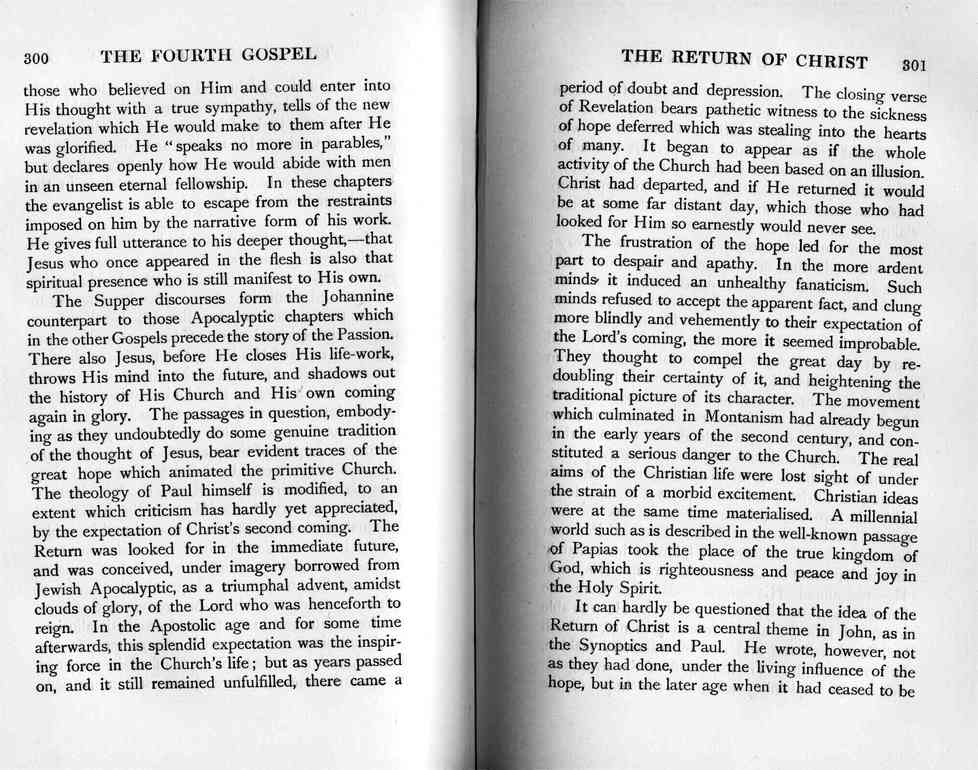 300 THE FOURTH GOSPEL
those who believed on Him and could enter into
His thought with a true sympathy, tells of the new
revelation which He would make to them after He
was glorified. He "speaks no more in parables,"
but declares openly how He would abide with men
in an unseen eternal fellowship. In these chapters
the evangelist is able to escape from the restraints
imposed on him by the narrative form of his work.
He gives full utterance to his deeper thought,—that
Jesus who once appeared in the flesh is also that
spiritual presence who is still manifest to His own.
The Supper discourses form the Johannine
counterpart to those Apocalyptic chapters which
in the other Gospels precede the story of the Passion.
There also Jesus, before He closes His life-work,
throws His mind into the future, and shadows out
the history of His Church and His own coming
again in glory. The passages in question, embody-
ing as they undoubtedly do some genuine tradition
of the thought of Jesus, bear evident traces of the
great hope which animated the primitive Church.
The theology of Paul himself is modified, to an
extent which criticism has hardly yet appreciated,
by the expectation of Christ's second coming. The
Return was looked for in the immediate future,
and was conceived, under imagery borrowed from
Jewish Apocalyptic, as a triumphal advent, amidst
clouds of glory, of the Lord who was henceforth to
reign. In the Apostolic age and for some time
afterwards, this splendid expectation was the inspir-
ing force in the Church's life; but as years passed
on, and it still remained unfulfilled, there came a
THE RETURN OF CHRIST 301
period of doubt and depression. The closing verse
of Revelation bears pathetic witness to the sickness
of hope deferred which was stealing into the hearts
of many. It began to appear as if the whole
activity of the Church had been based on an illusion.
Christ had departed, and if He returned it would
be at some far distant day, which those who had
looked for Him so earnestly would never see.
The frustration of the hope led for the most
part to despair and apathy. In the more ardent
minds it induced an unhealthy fanaticism. Such
minds refused to accept the apparent fact, and clung
more blindly and vehemently to their expectation of
the Lord's coming, the more it seemed improbable.
They thought to compel the great day by re-
doubling their certainty of it, and heightening the
traditional picture of its character. The movement
which culminated in Montanism had already begun
in the early years of the second century, and con-
stituted a serious danger to the Church. The real
aims of the Christian life were lost sight of under
the strain of a morbid excitement. Christian ideas
were at the same time materialised. A millennial
world such as is described in the well-known passage
of Papias took the place of the true kingdom of
God, which is righteousness and peace and joy in
the Holy Spirit.
It can hardly be questioned that the idea of the
Return of Christ is a central theme in John, as in
the Synoptics and Paul. He wrote, however, not
as they had done, under the living influence of the
hope, but in the later age when it had ceased to be